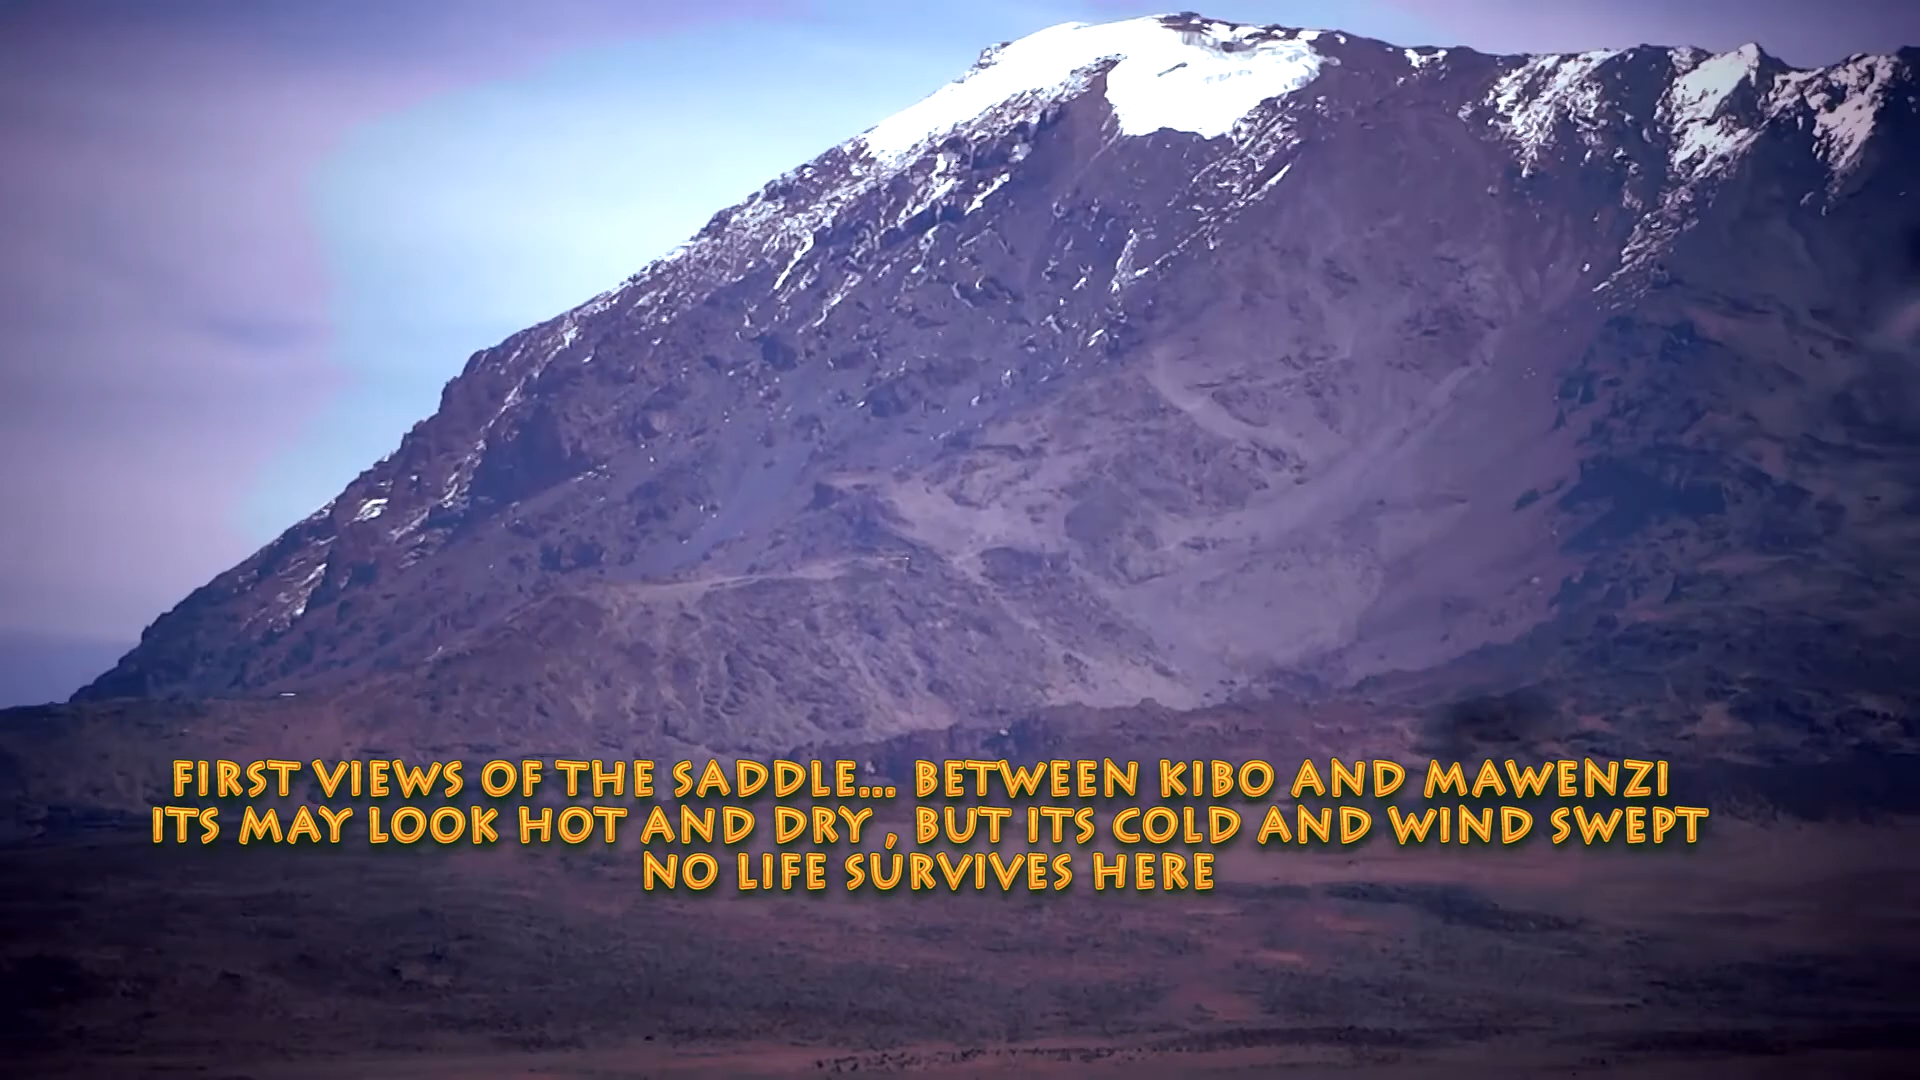 FIRST VIEWS OF THE SADDLE... BETWEEN KIBO AND MAWENZI
ITS MAY LOOK HOT AND DRY , BUT ITS COLD AND WIND SWEPT
NO LIFE SURVIVES HERE